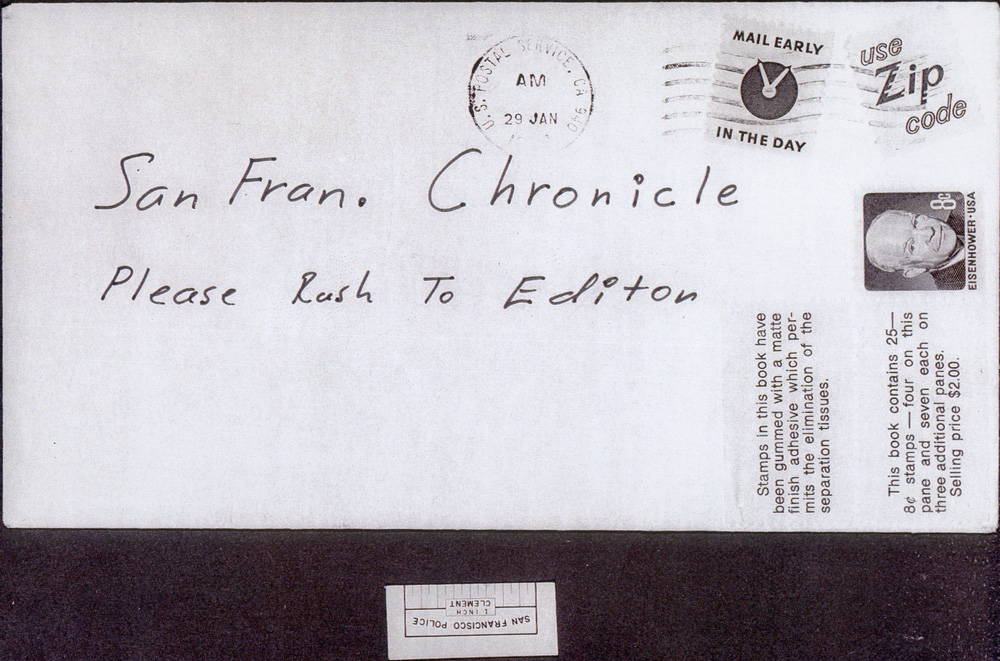 U.S. POSTAL SERVICE, CA 940
AM
29 JAN
MAIL EARLY
IN THE DAY
use
Zip
code
San Fran. Chronicle
Please Rush To Editor
8¢
EISENHOWER·USA
Stamps in this book have
been gummed with a matte
finish adhesive which per-
mits the elimination of the
separation tissues.
This book contains 25—
8¢ stamps — four on this
pane and seven each on
three additional panes.
Selling price $2.00.
SAN FRANCISCO POLICE
1 INCH
CLEMENT